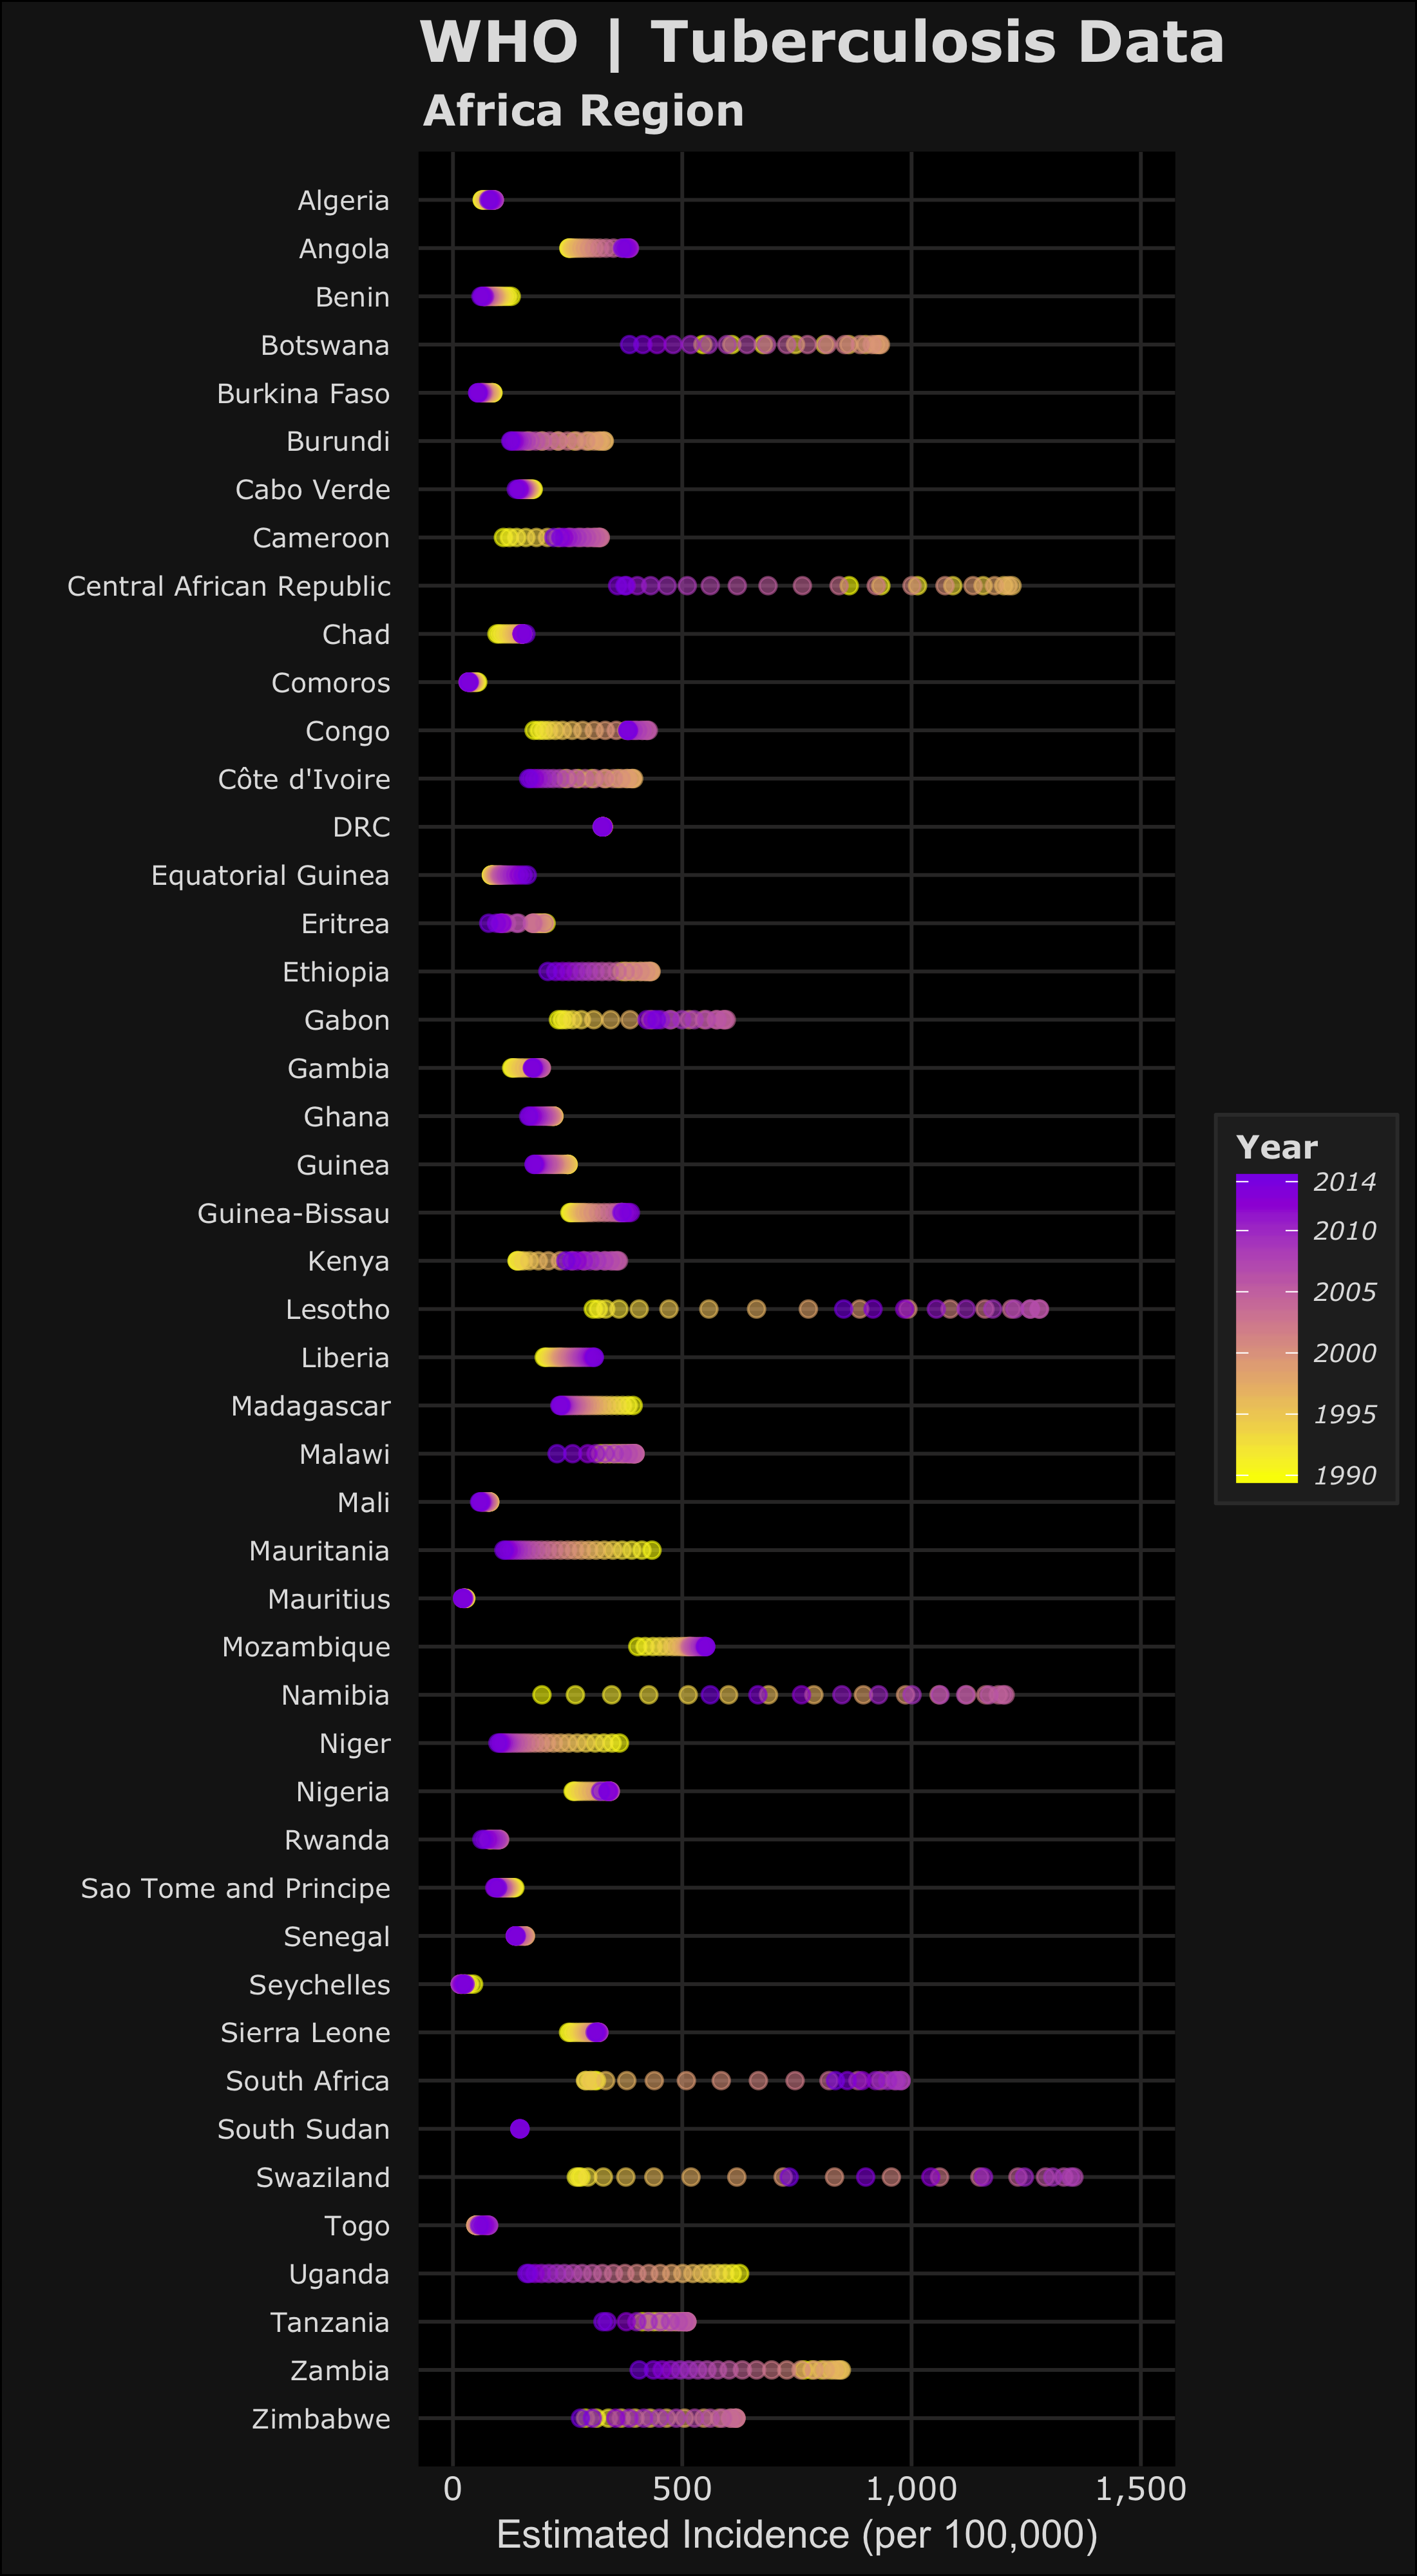 WHO | Tuberculosis Data
Africa Region
Algeria
Angola
Benin
Botswana
Burkina Faso
Burundi
Cabo Verde
Cameroon
Central African Republic
Chad
Comoros
Congo
Côte d'Ivoire
DRC
Equatorial Guinea
Eritrea
Ethiopia
Gabon
Gambia
Ghana
Guinea
Guinea-Bissau
Kenya
Lesotho
Liberia
Madagascar
Malawi
Mali
Mauritania
Mauritius
Mozambique
Namibia
Niger
Nigeria
Rwanda
Sao Tome and Principe
Senegal
Seychelles
Sierra Leone
South Africa
South Sudan
Swaziland
Togo
Uganda
Tanzania
Zambia
Zimbabwe
0 500 1,000 1,500
Estimated Incidence (per 100,000)
Year
2014
2010
2005
2000
1995
1990